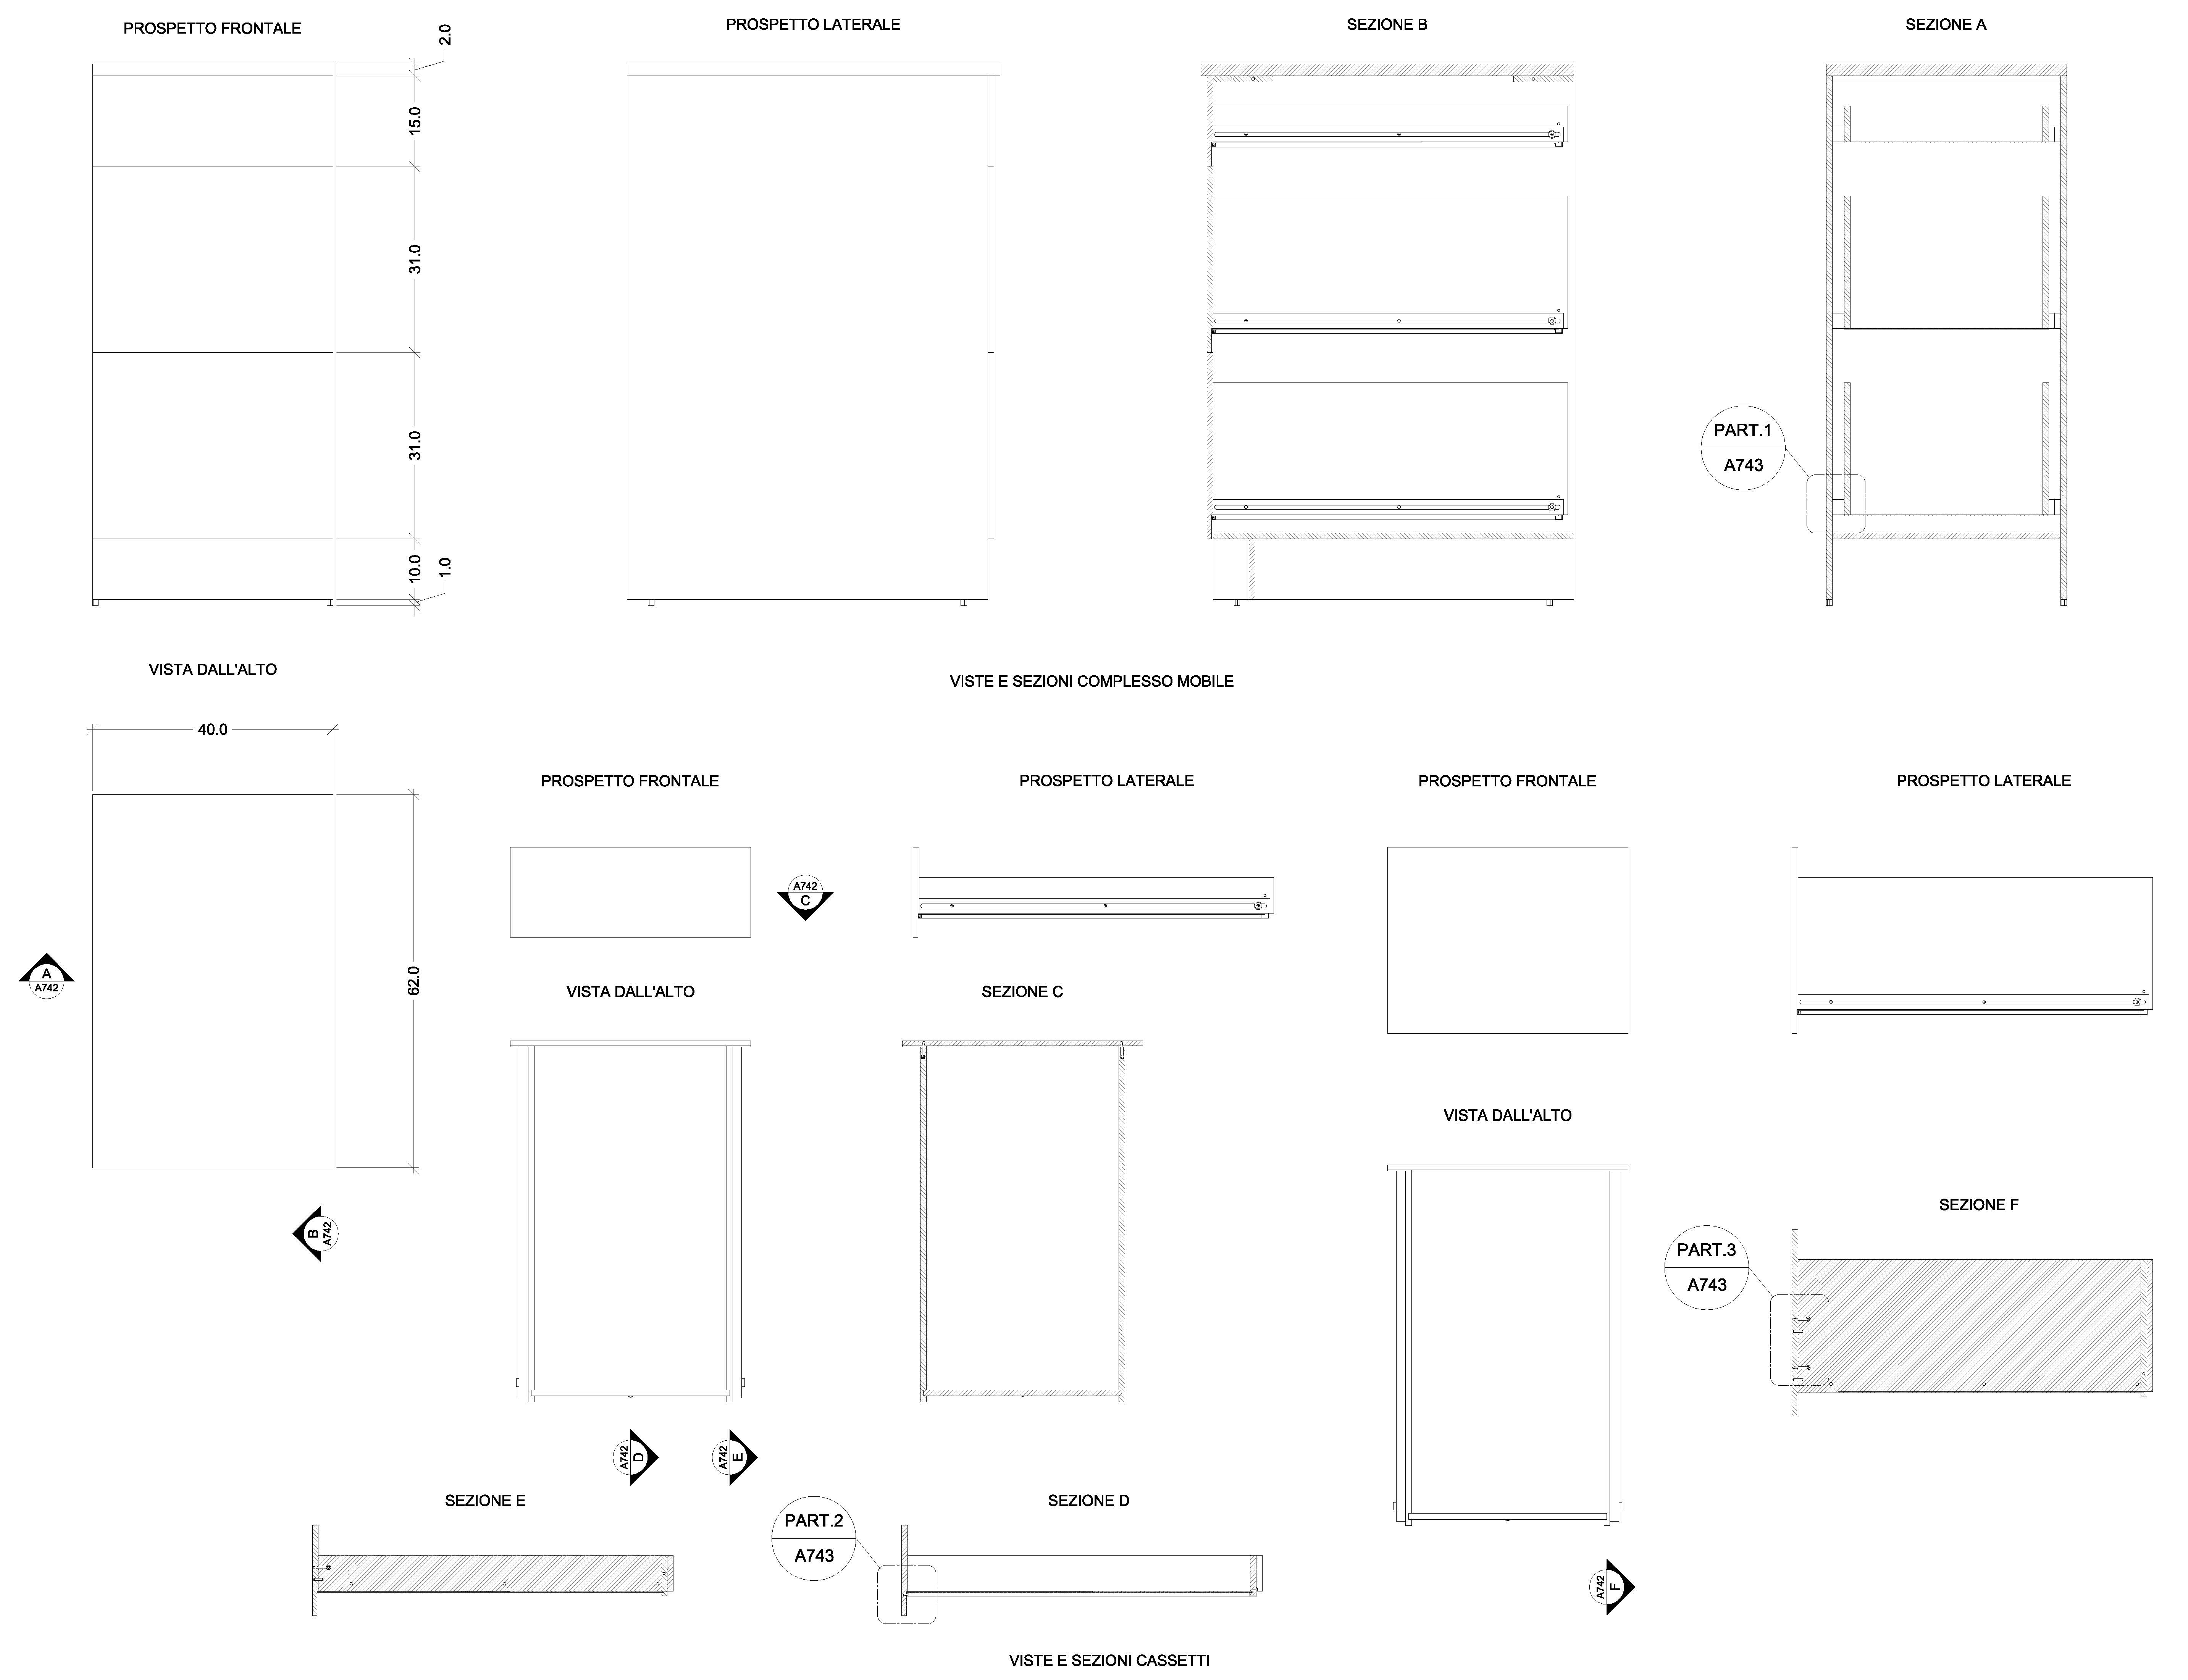 PROSPETTO FRONTALE
PROSPETTO LATERALE
SEZIONE B
SEZIONE A
2.0
15.0
31.0
31.0
10.0
1.0
PART.1
A743
VISTA DALL'ALTO
VISTE E SEZIONI COMPLESSO MOBILE
40.0
62.0
A
A742
B
A742
PROSPETTO FRONTALE
PROSPETTO LATERALE
PROSPETTO FRONTALE
PROSPETTO LATERALE
A742
C
VISTA DALL'ALTO
SEZIONE C
VISTA DALL'ALTO
SEZIONE F
PART.3
A743
A742
D
A742
E
SEZIONE E
SEZIONE D
PART.2
A743
A742
F
VISTE E SEZIONI CASSETTI